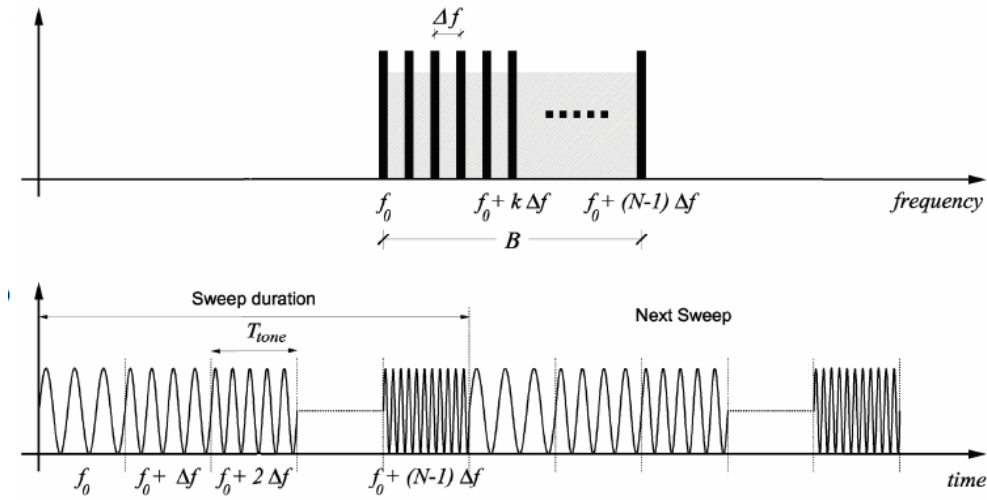 Δf
f₀
f₀ + k Δf
f₀ + (N-1) Δf
frequency
B
Sweep duration
Next Sweep
T_tone
f₀
f₀ + Δf
f₀ + 2 Δf
f₀ + (N-1) Δf
time